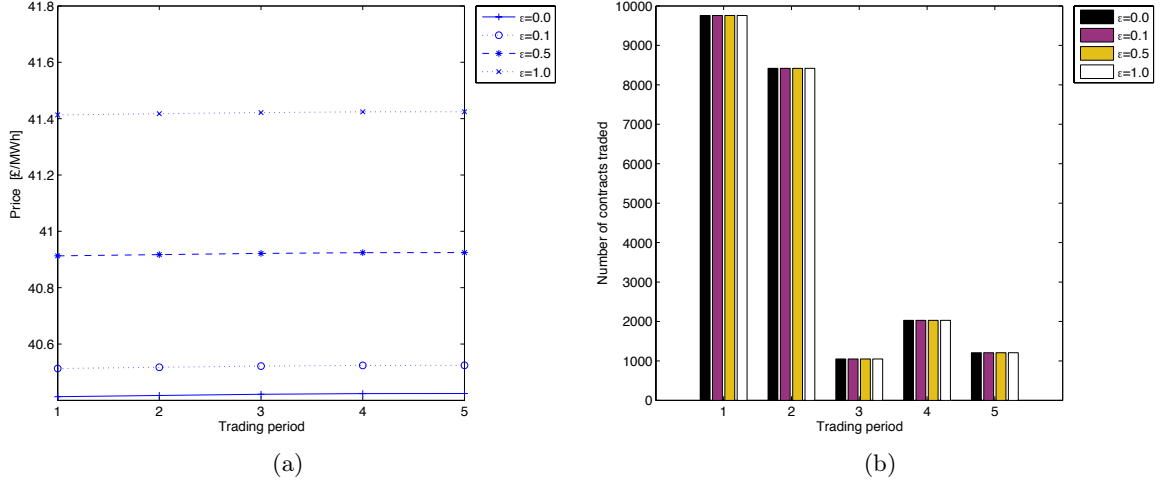 41.8
41.6
41.4
41.2
41
40.8
40.6
1 2 3 4 5
Price [£/MWh]
Trading period
ε=0.0
ε=0.1
ε=0.5
ε=1.0
(a)
10000
9000
8000
7000
6000
5000
4000
3000
2000
1000
0
1 2 3 4 5
Number of contracts traded
Trading period
ε=0.0
ε=0.1
ε=0.5
ε=1.0
(b)